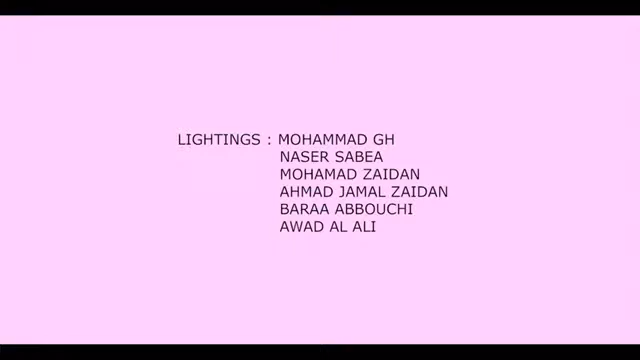 LIGHTINGS : MOHAMMAD GH
NASER SABEA
MOHAMAD ZAIDAN
AHMAD JAMAL ZAIDAN
BARAA ABBOUCHI
AWAD AL ALI